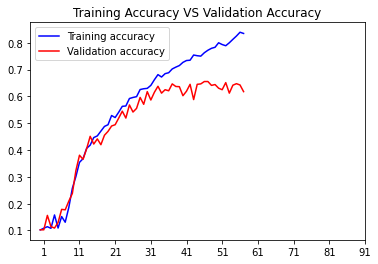 Training Accuracy VS Validation Accuracy
Training accuracy
Validation accuracy
0.8
0.7
0.6
0.5
0.4
0.3
0.2
0.1
1 11 21 31 41 51 61 71 81 91